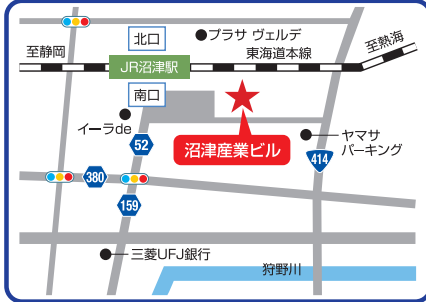 北口
プラサ ヴェルデ
至静岡
東海道本線
至熱海
JR沼津駅
南口
イーラde
52
沼津産業ビル
ヤマサ
パーキング
414
380
159
三菱UFJ銀行
狩野川